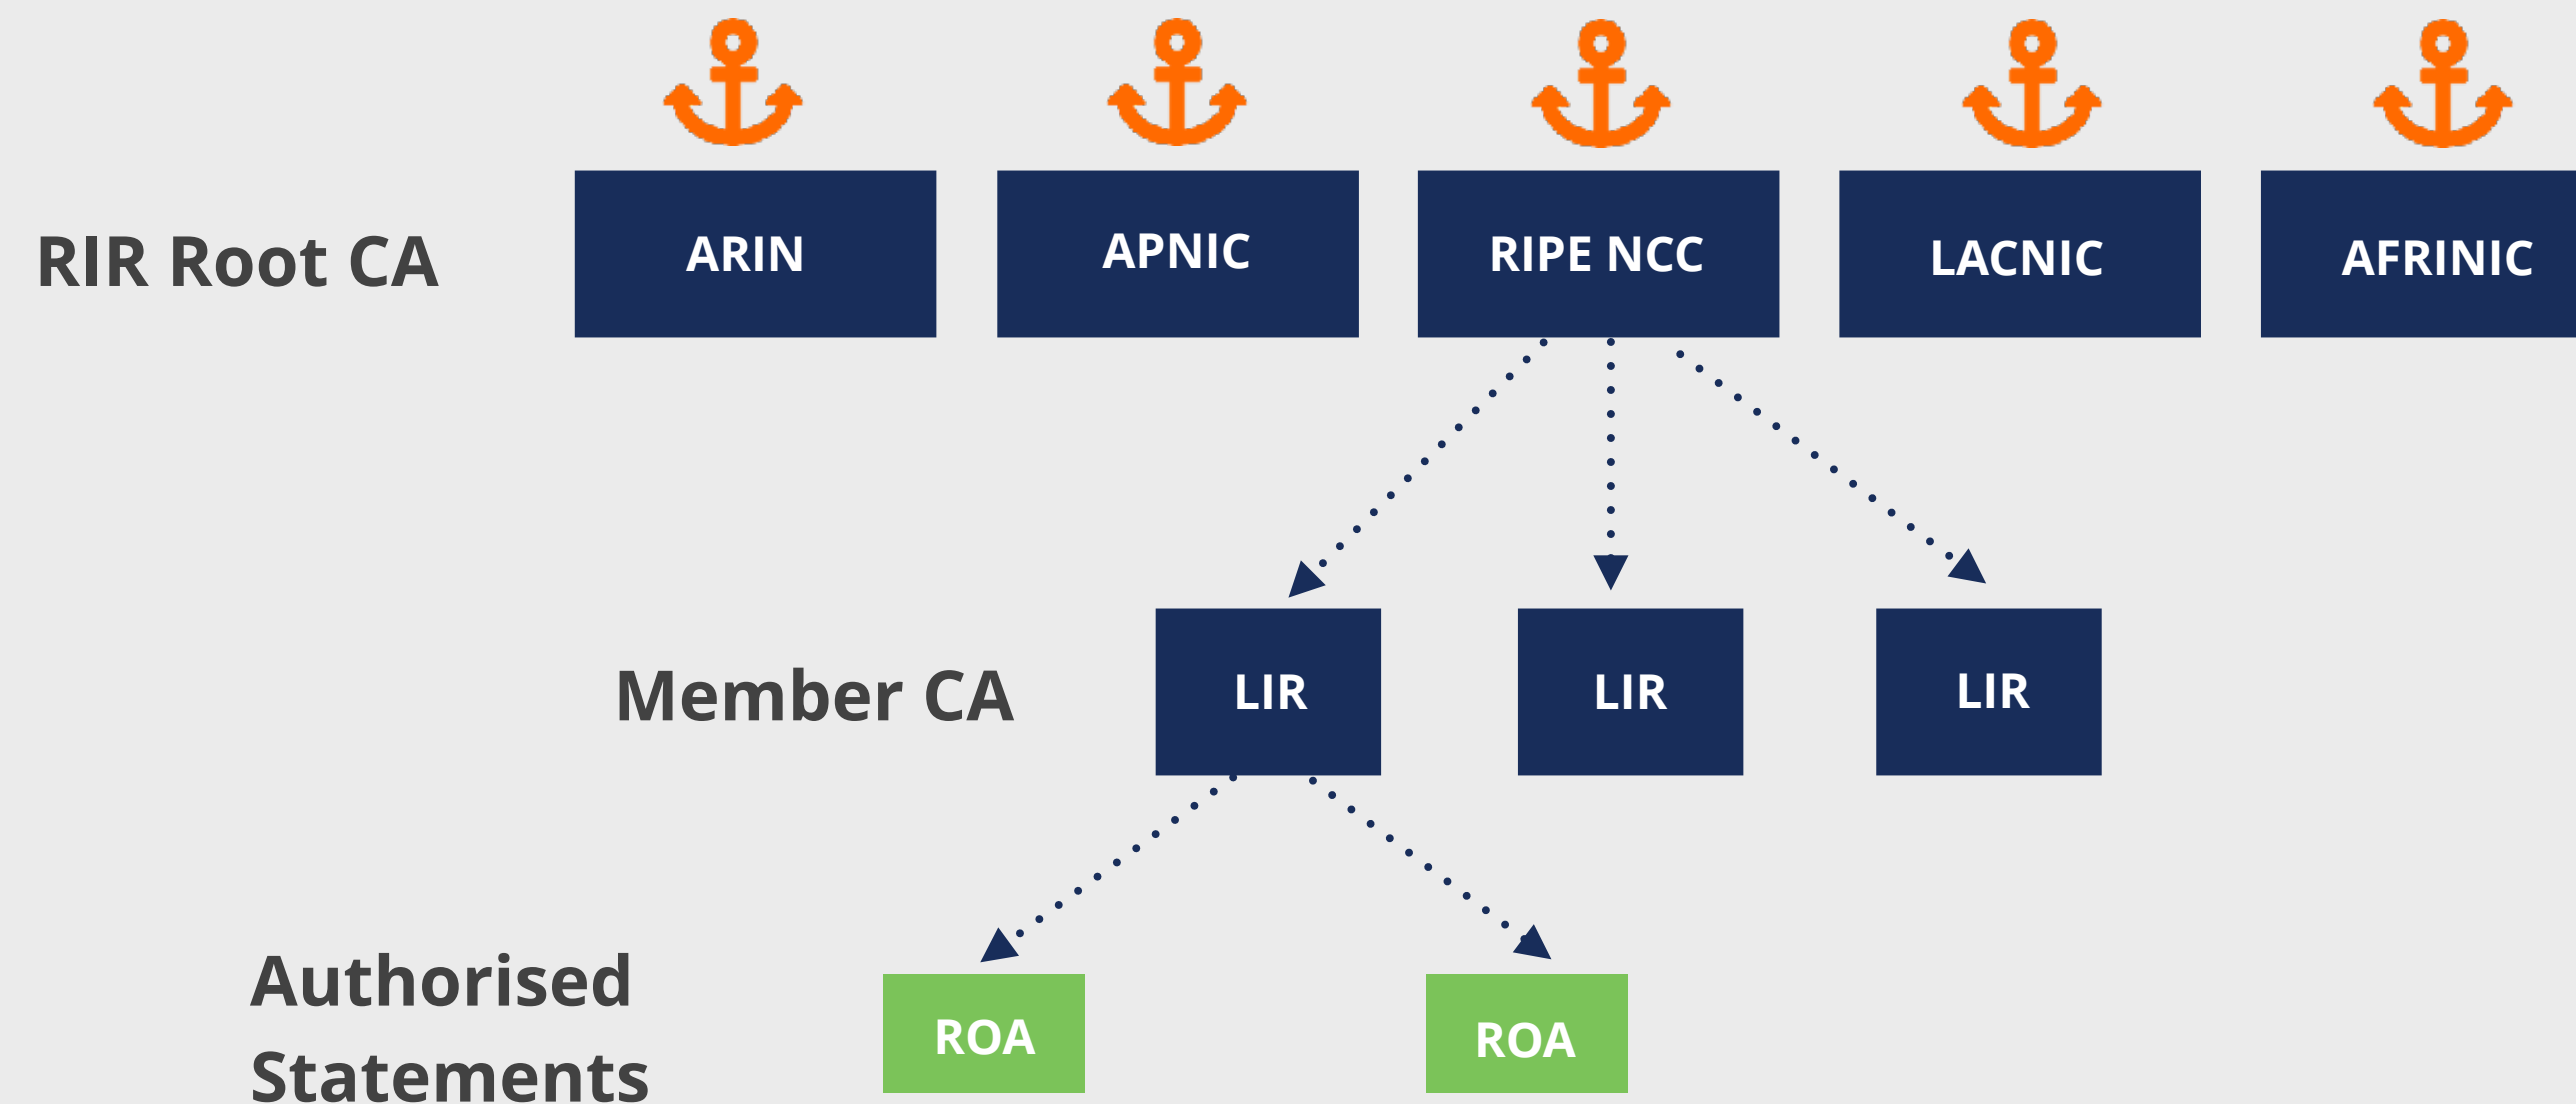 RIR Root CA
ARIN
APNIC
RIPE NCC
LACNIC
AFRINIC
Member CA
LIR
LIR
LIR
Authorised
Statements
ROA
ROA